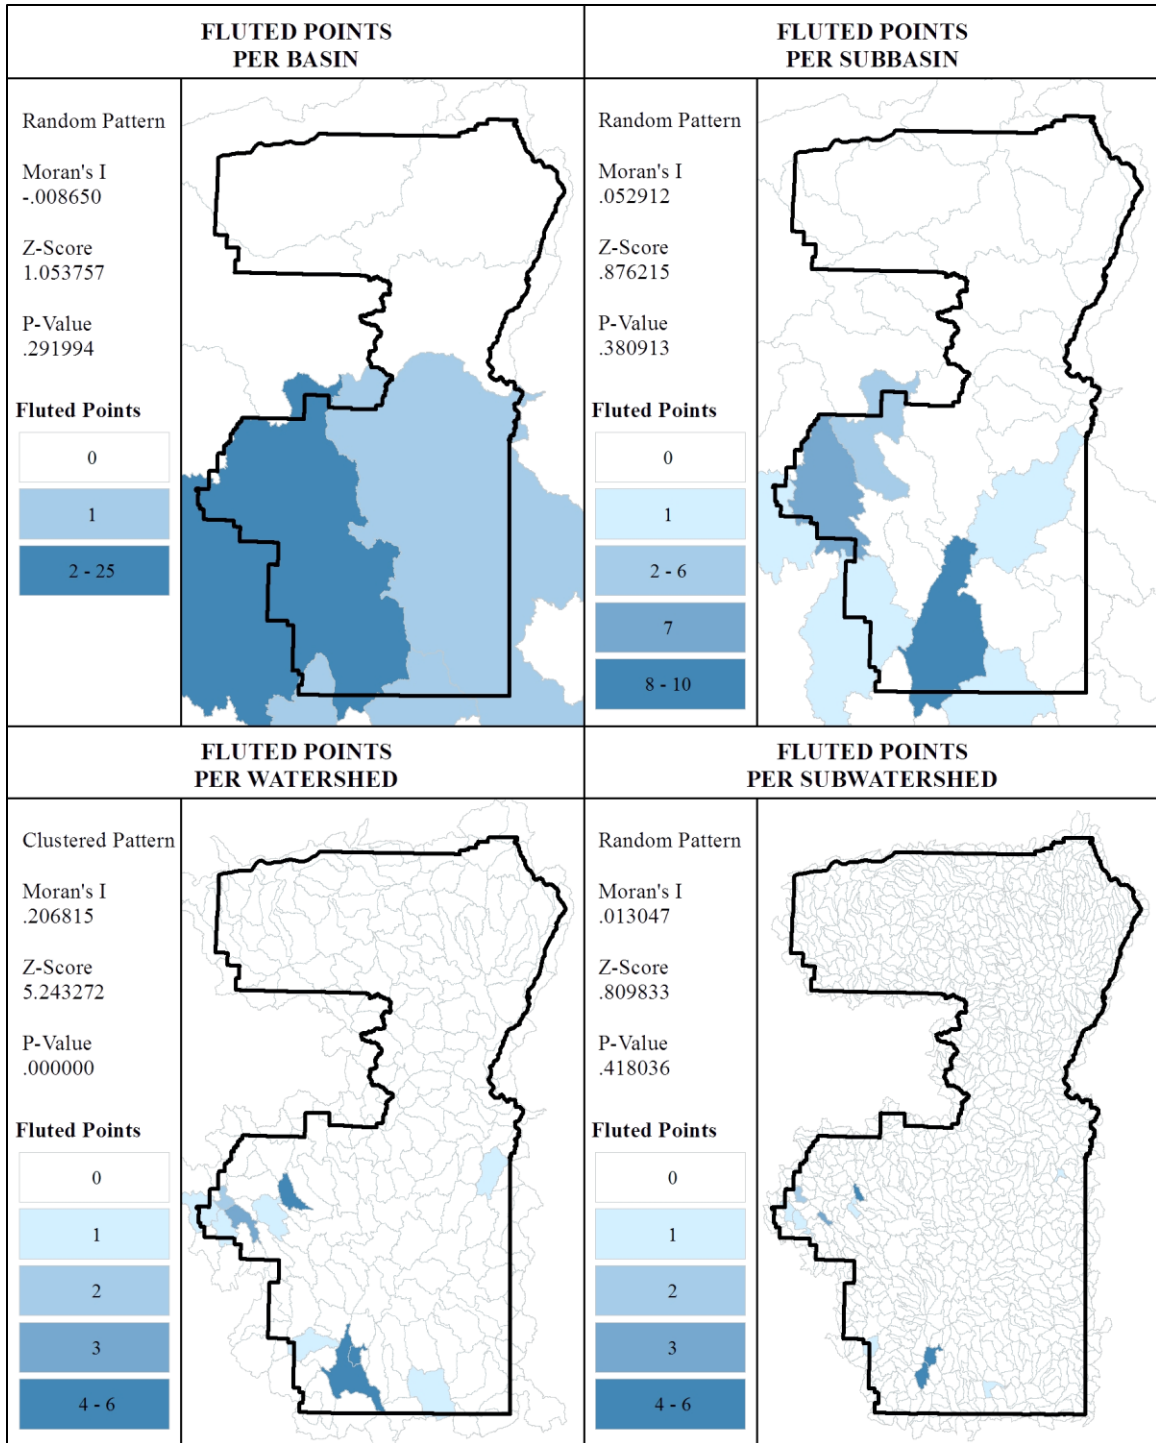 FLUTED POINTS
PER BASIN
Random Pattern
Moran's I
-.008650
Z-Score
1.053757
P-Value
.291994
Fluted Points
0
1
2 - 25
FLUTED POINTS
PER SUBBASIN
Random Pattern
Moran's I
.052912
Z-Score
.876215
P-Value
.380913
Fluted Points
0
1
2 - 6
7
8 - 10
FLUTED POINTS
PER WATERSHED
Clustered Pattern
Moran's I
.206815
Z-Score
5.243272
P-Value
.000000
Fluted Points
0
1
2
3
4 - 6
FLUTED POINTS
PER SUBWATERSHED
Random Pattern
Moran's I
.013047
Z-Score
.809833
P-Value
.418036
Fluted Points
0
1
2
3
4 - 6